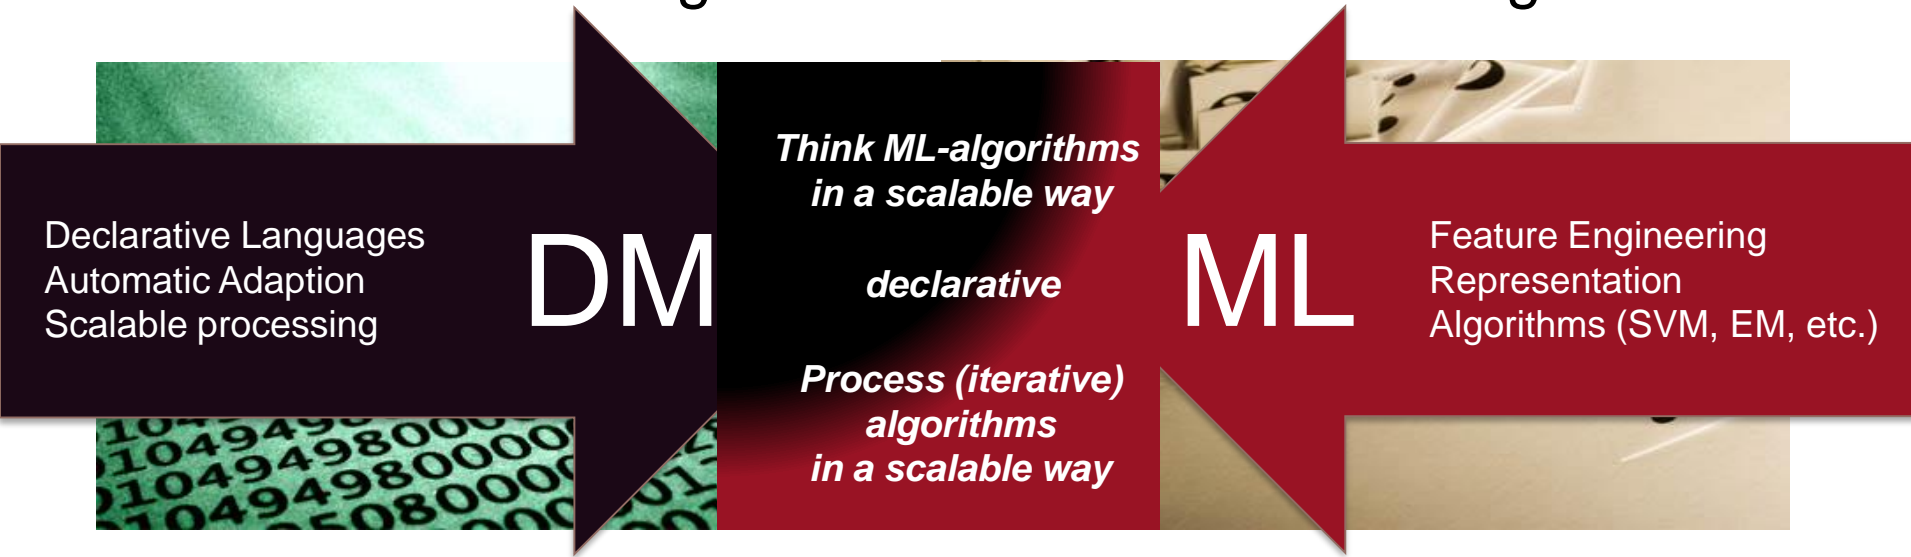 Declarative Languages
Automatic Adaption
Scalable processing
DM
Think ML-algorithms
in a scalable way
declarative
Process (iterative)
algorithms
in a scalable way
ML
Feature Engineering
Representation
Algorithms (SVM, EM, etc.)